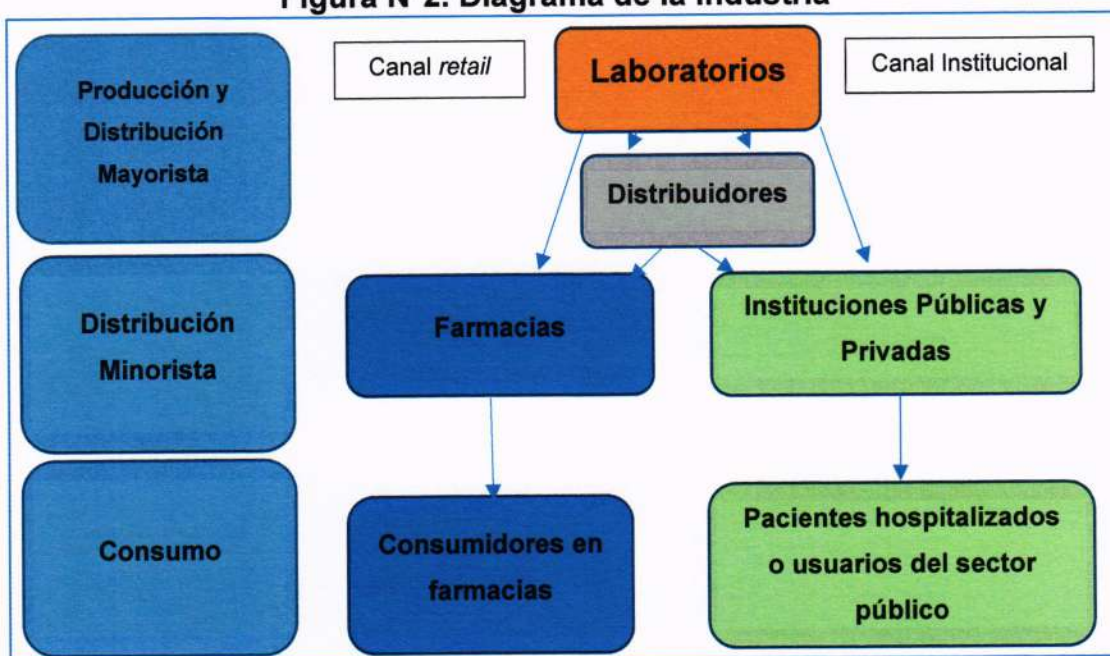 Figura N°2: Diagrama de la industria
Producción y
Distribución
Mayorista
Canal retail
Laboratorios
Canal Institucional
Distribuidores
Distribución
Minorista
Farmacias
Instituciones Públicas y
Privadas
Consumo
Consumidores en
farmacias
Pacientes hospitalizados
o usuarios del sector
público